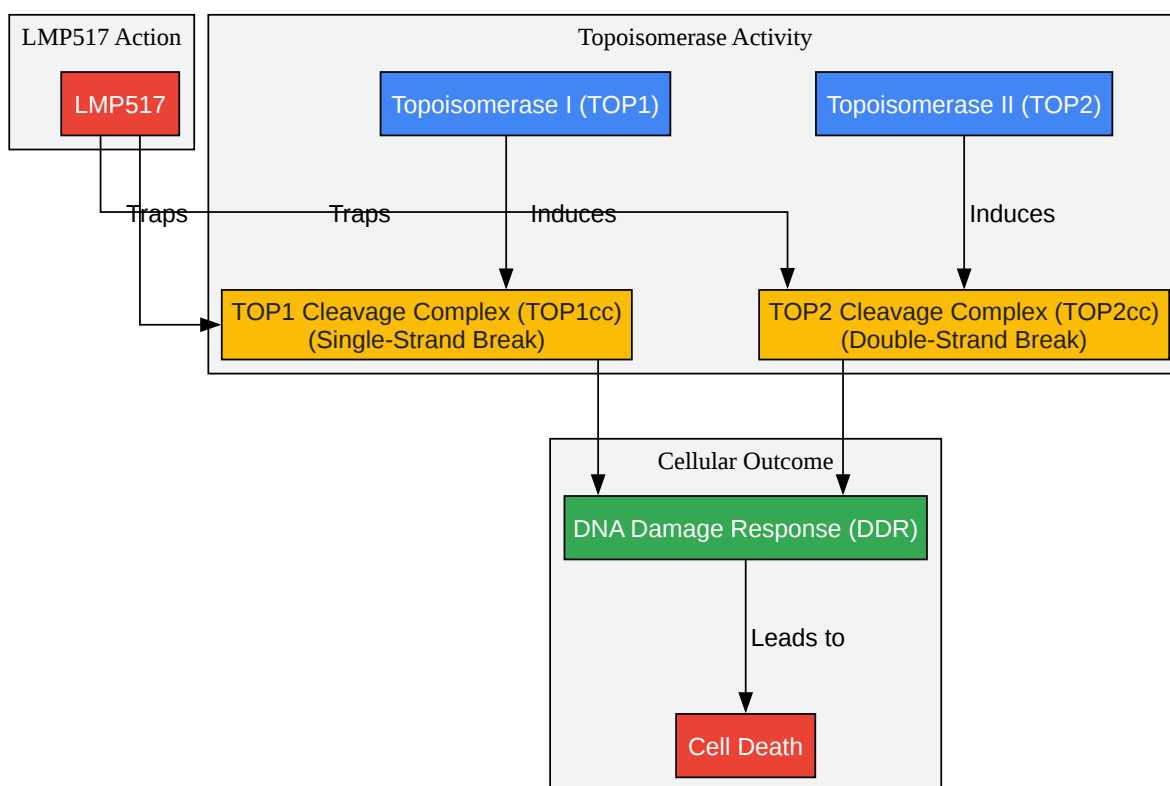 LMP517 Action
Topoisomerase Activity
LMP517
Topoisomerase I (TOP1)
Topoisomerase II (TOP2)
Traps
Traps
Induces
Induces
TOP1 Cleavage Complex (TOP1cc)
(Single-Strand Break)
TOP2 Cleavage Complex (TOP2cc)
(Double-Strand Break)
Cellular Outcome
DNA Damage Response (DDR)
Leads to
Cell Death